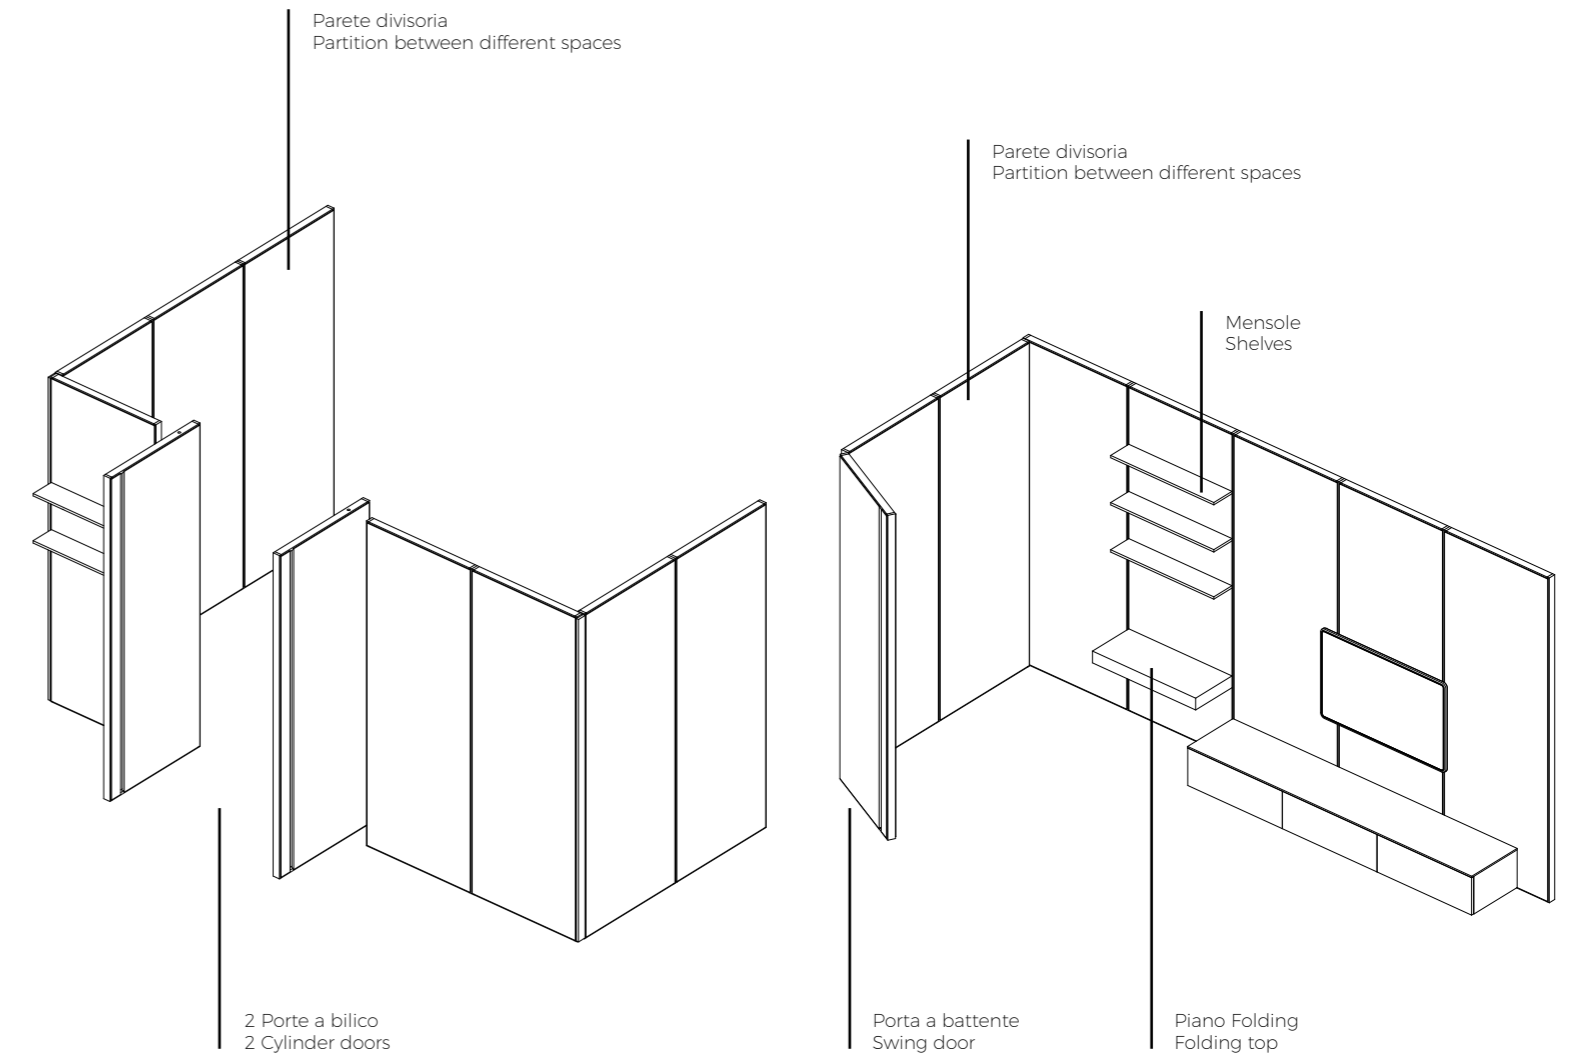 Parete divisoria
Partition between different spaces
Parete divisoria
Partition between different spaces
Mensole
Shelves
2 Porte a bilico
2 Cylinder doors
Porta a battente
Swing door
Piano Folding
Folding top